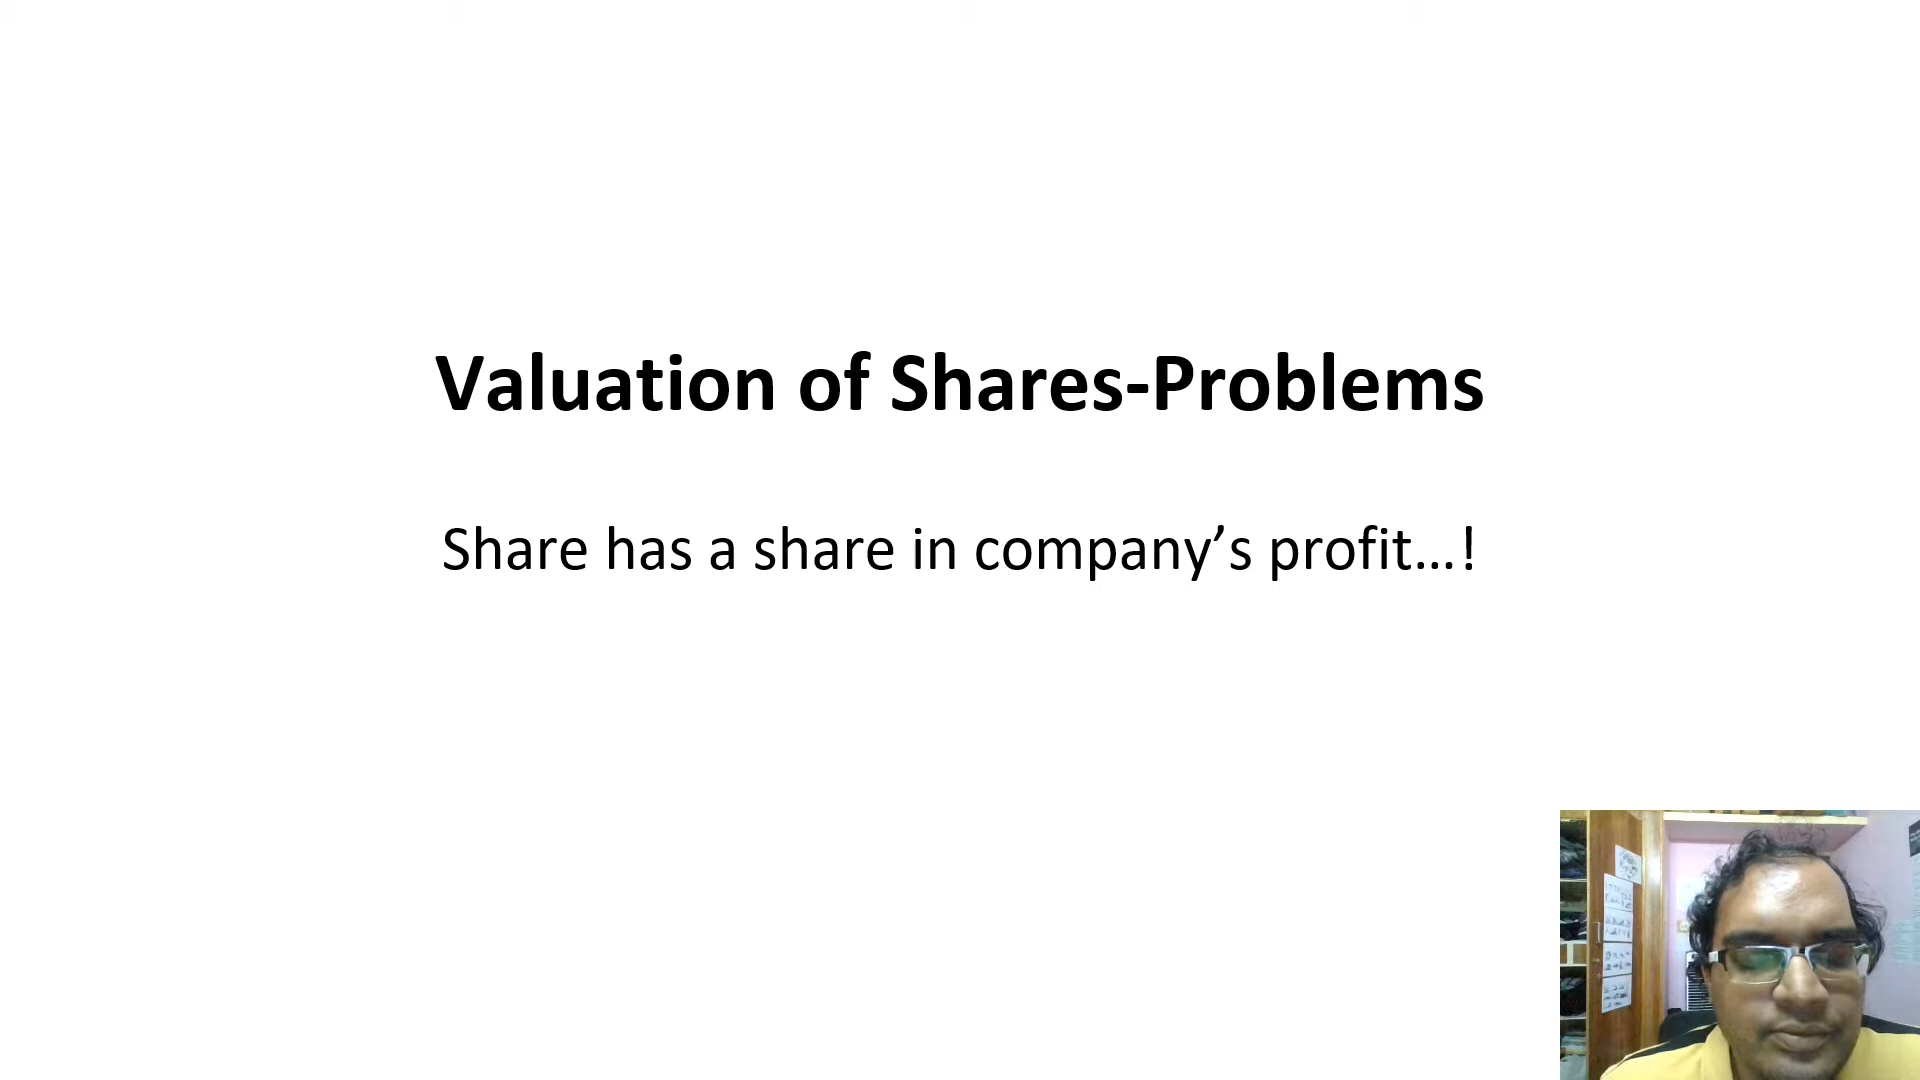 Valuation of Shares-Problems
Share has a share in company’s profit…!